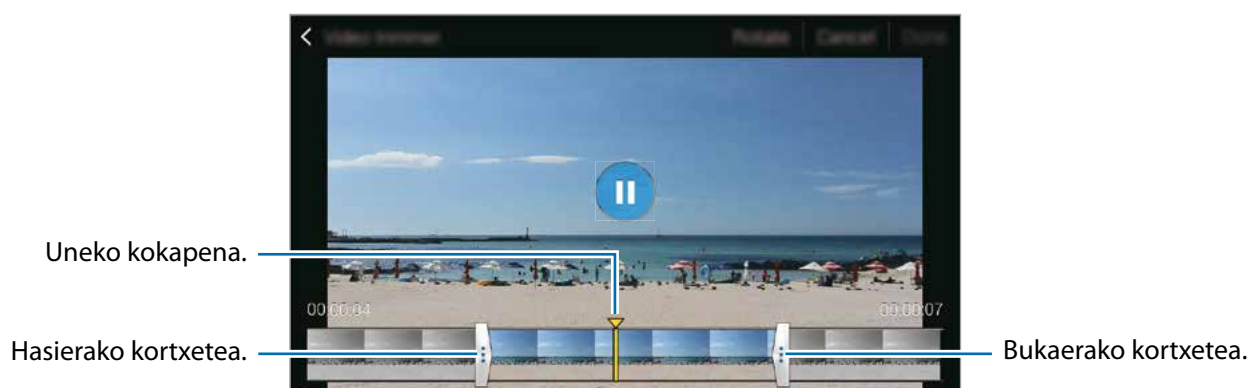 Uneko kokapena.
00:00:04
00:00:07
Hasierako kortxetea.
Bukaerako kortxetea.